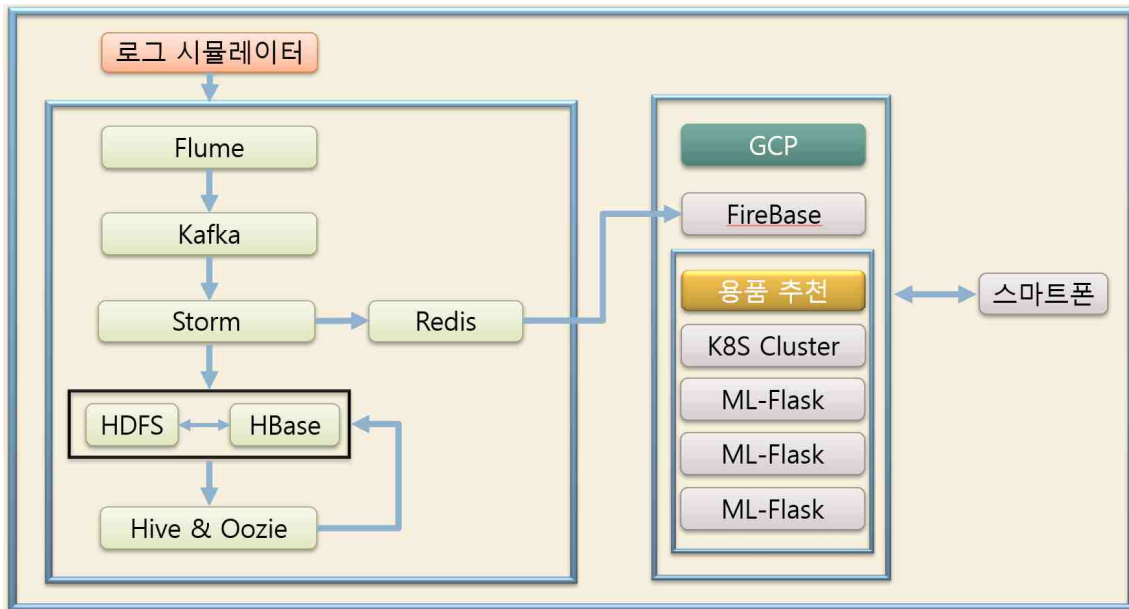 로그 시뮬레이터
Flume
Kafka
Storm
Redis
HDFS
HBase
Hive & Oozie
GCP
FireBase
용품 추천
K8S Cluster
ML-Flask
ML-Flask
ML-Flask
스마트폰